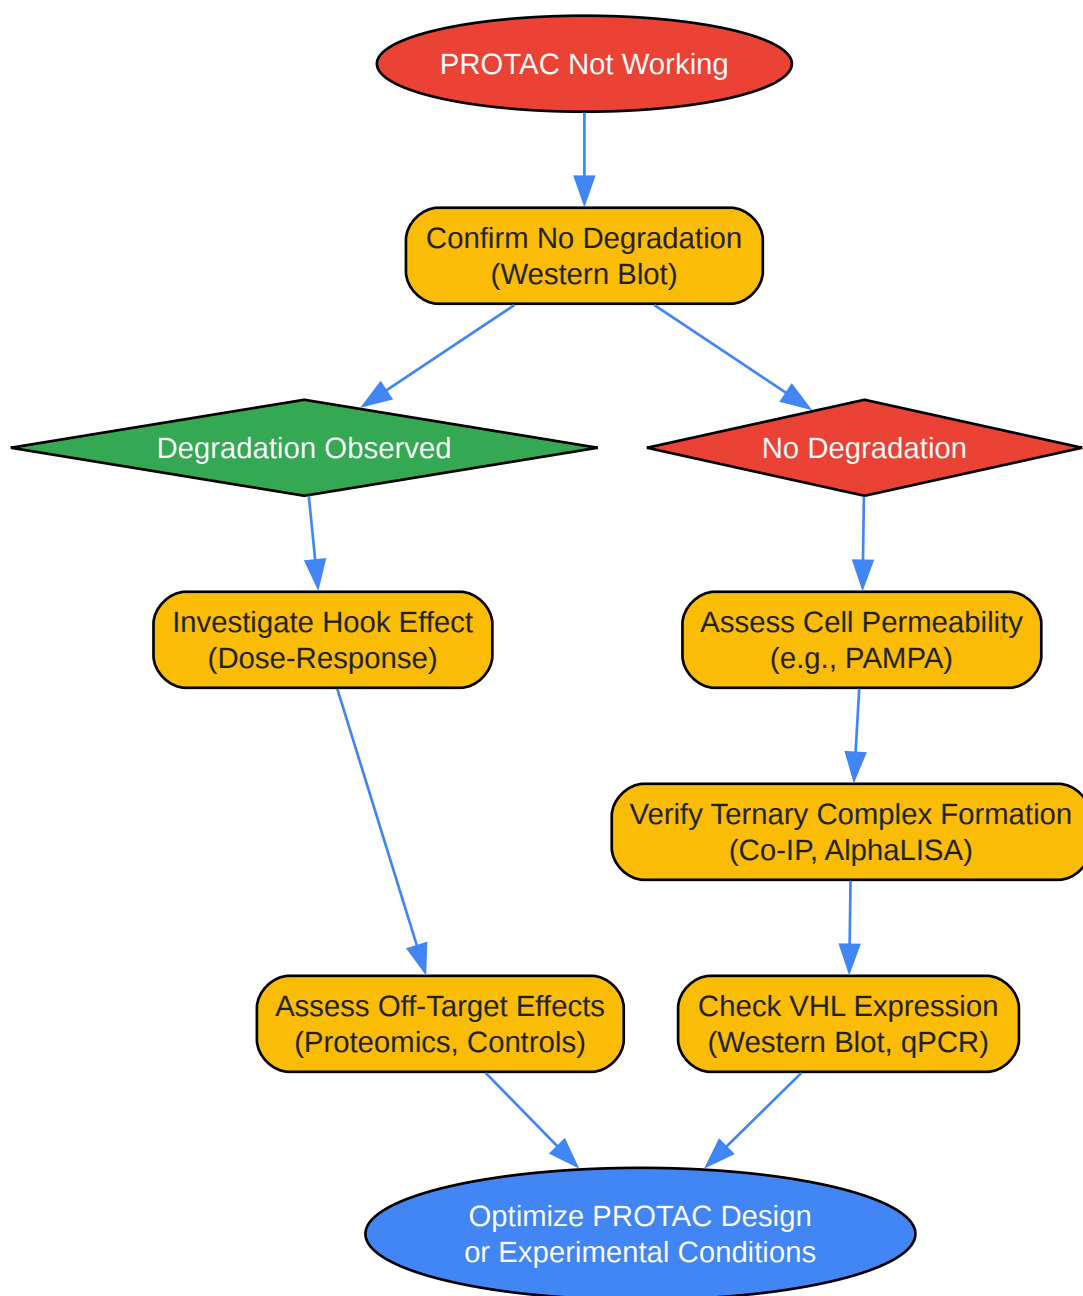 PROTAC Not Working
Confirm No Degradation
(Western Blot)
Degradation Observed
No Degradation
Investigate Hook Effect
(Dose-Response)
Assess Cell Permeability
(e.g., PAMPA)
Verify Ternary Complex Formation
(Co-IP, AlphaLISA)
Assess Off-Target Effects
(Proteomics, Controls)
Check VHL Expression
(Western Blot, qPCR)
Optimize PROTAC Design
or Experimental Conditions